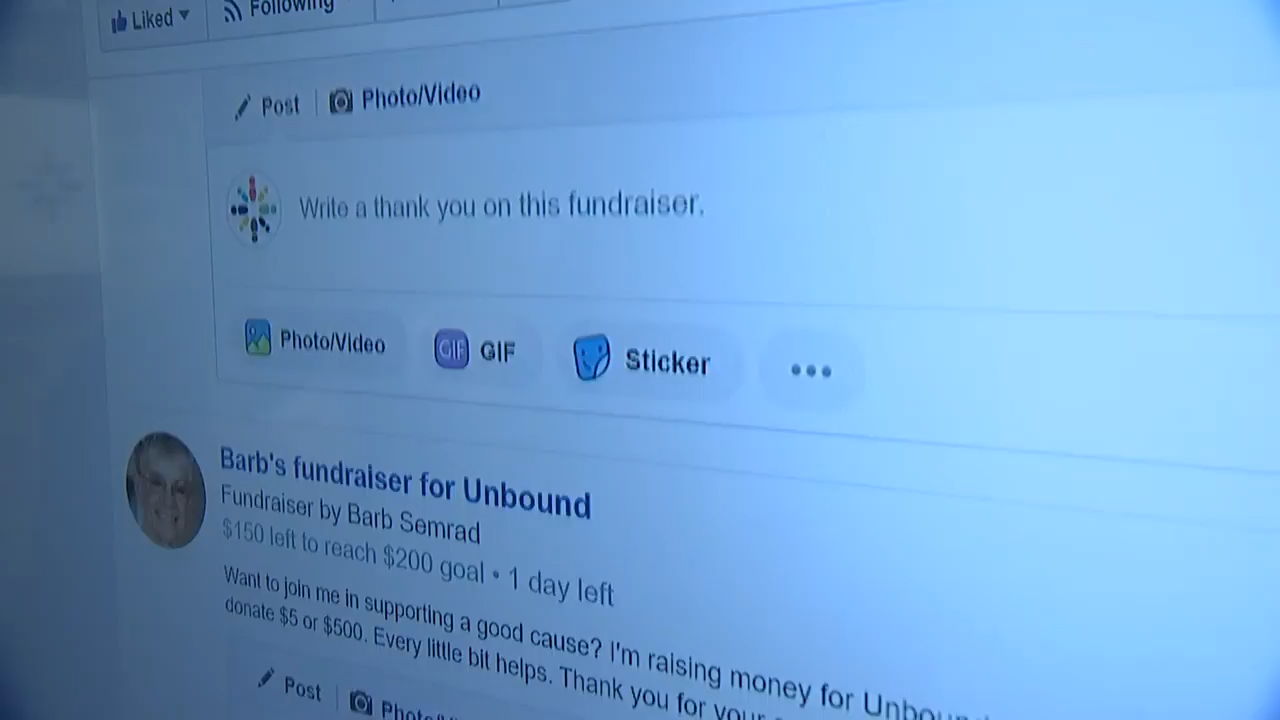 Liked
Following
Post
Photo/Video
Write a thank you on this fundraiser.
Photo/Video
GIF GIF
Sticker
Barb's fundraiser for Unbound
Fundraiser by Barb Semrad
$150 left to reach $200 goal • 1 day left
Want to join me in supporting a good cause? I'm raising money for Unbound
donate $5 or $500. Every little bit helps. Thank you for your
Post